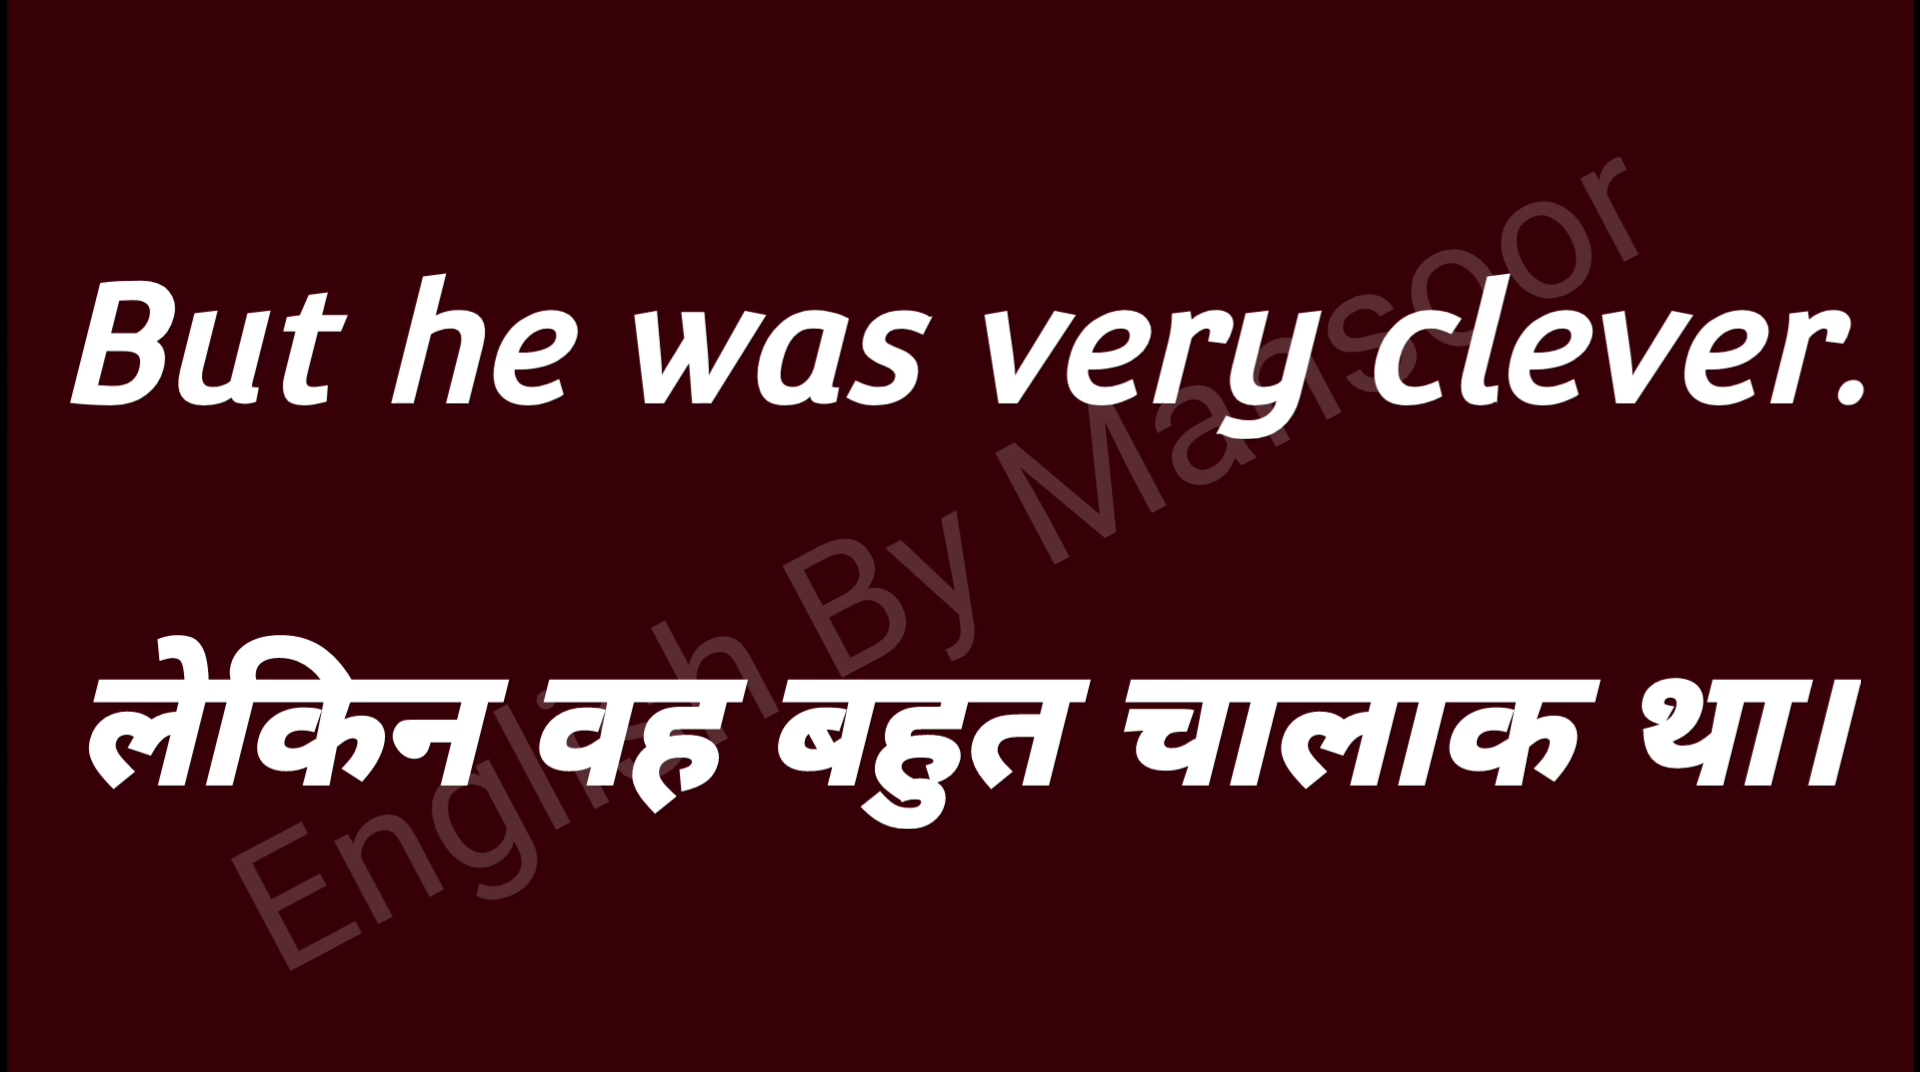 But he was very clever.
लेकिन वह बहुत चालाक था।
English By Mansoor